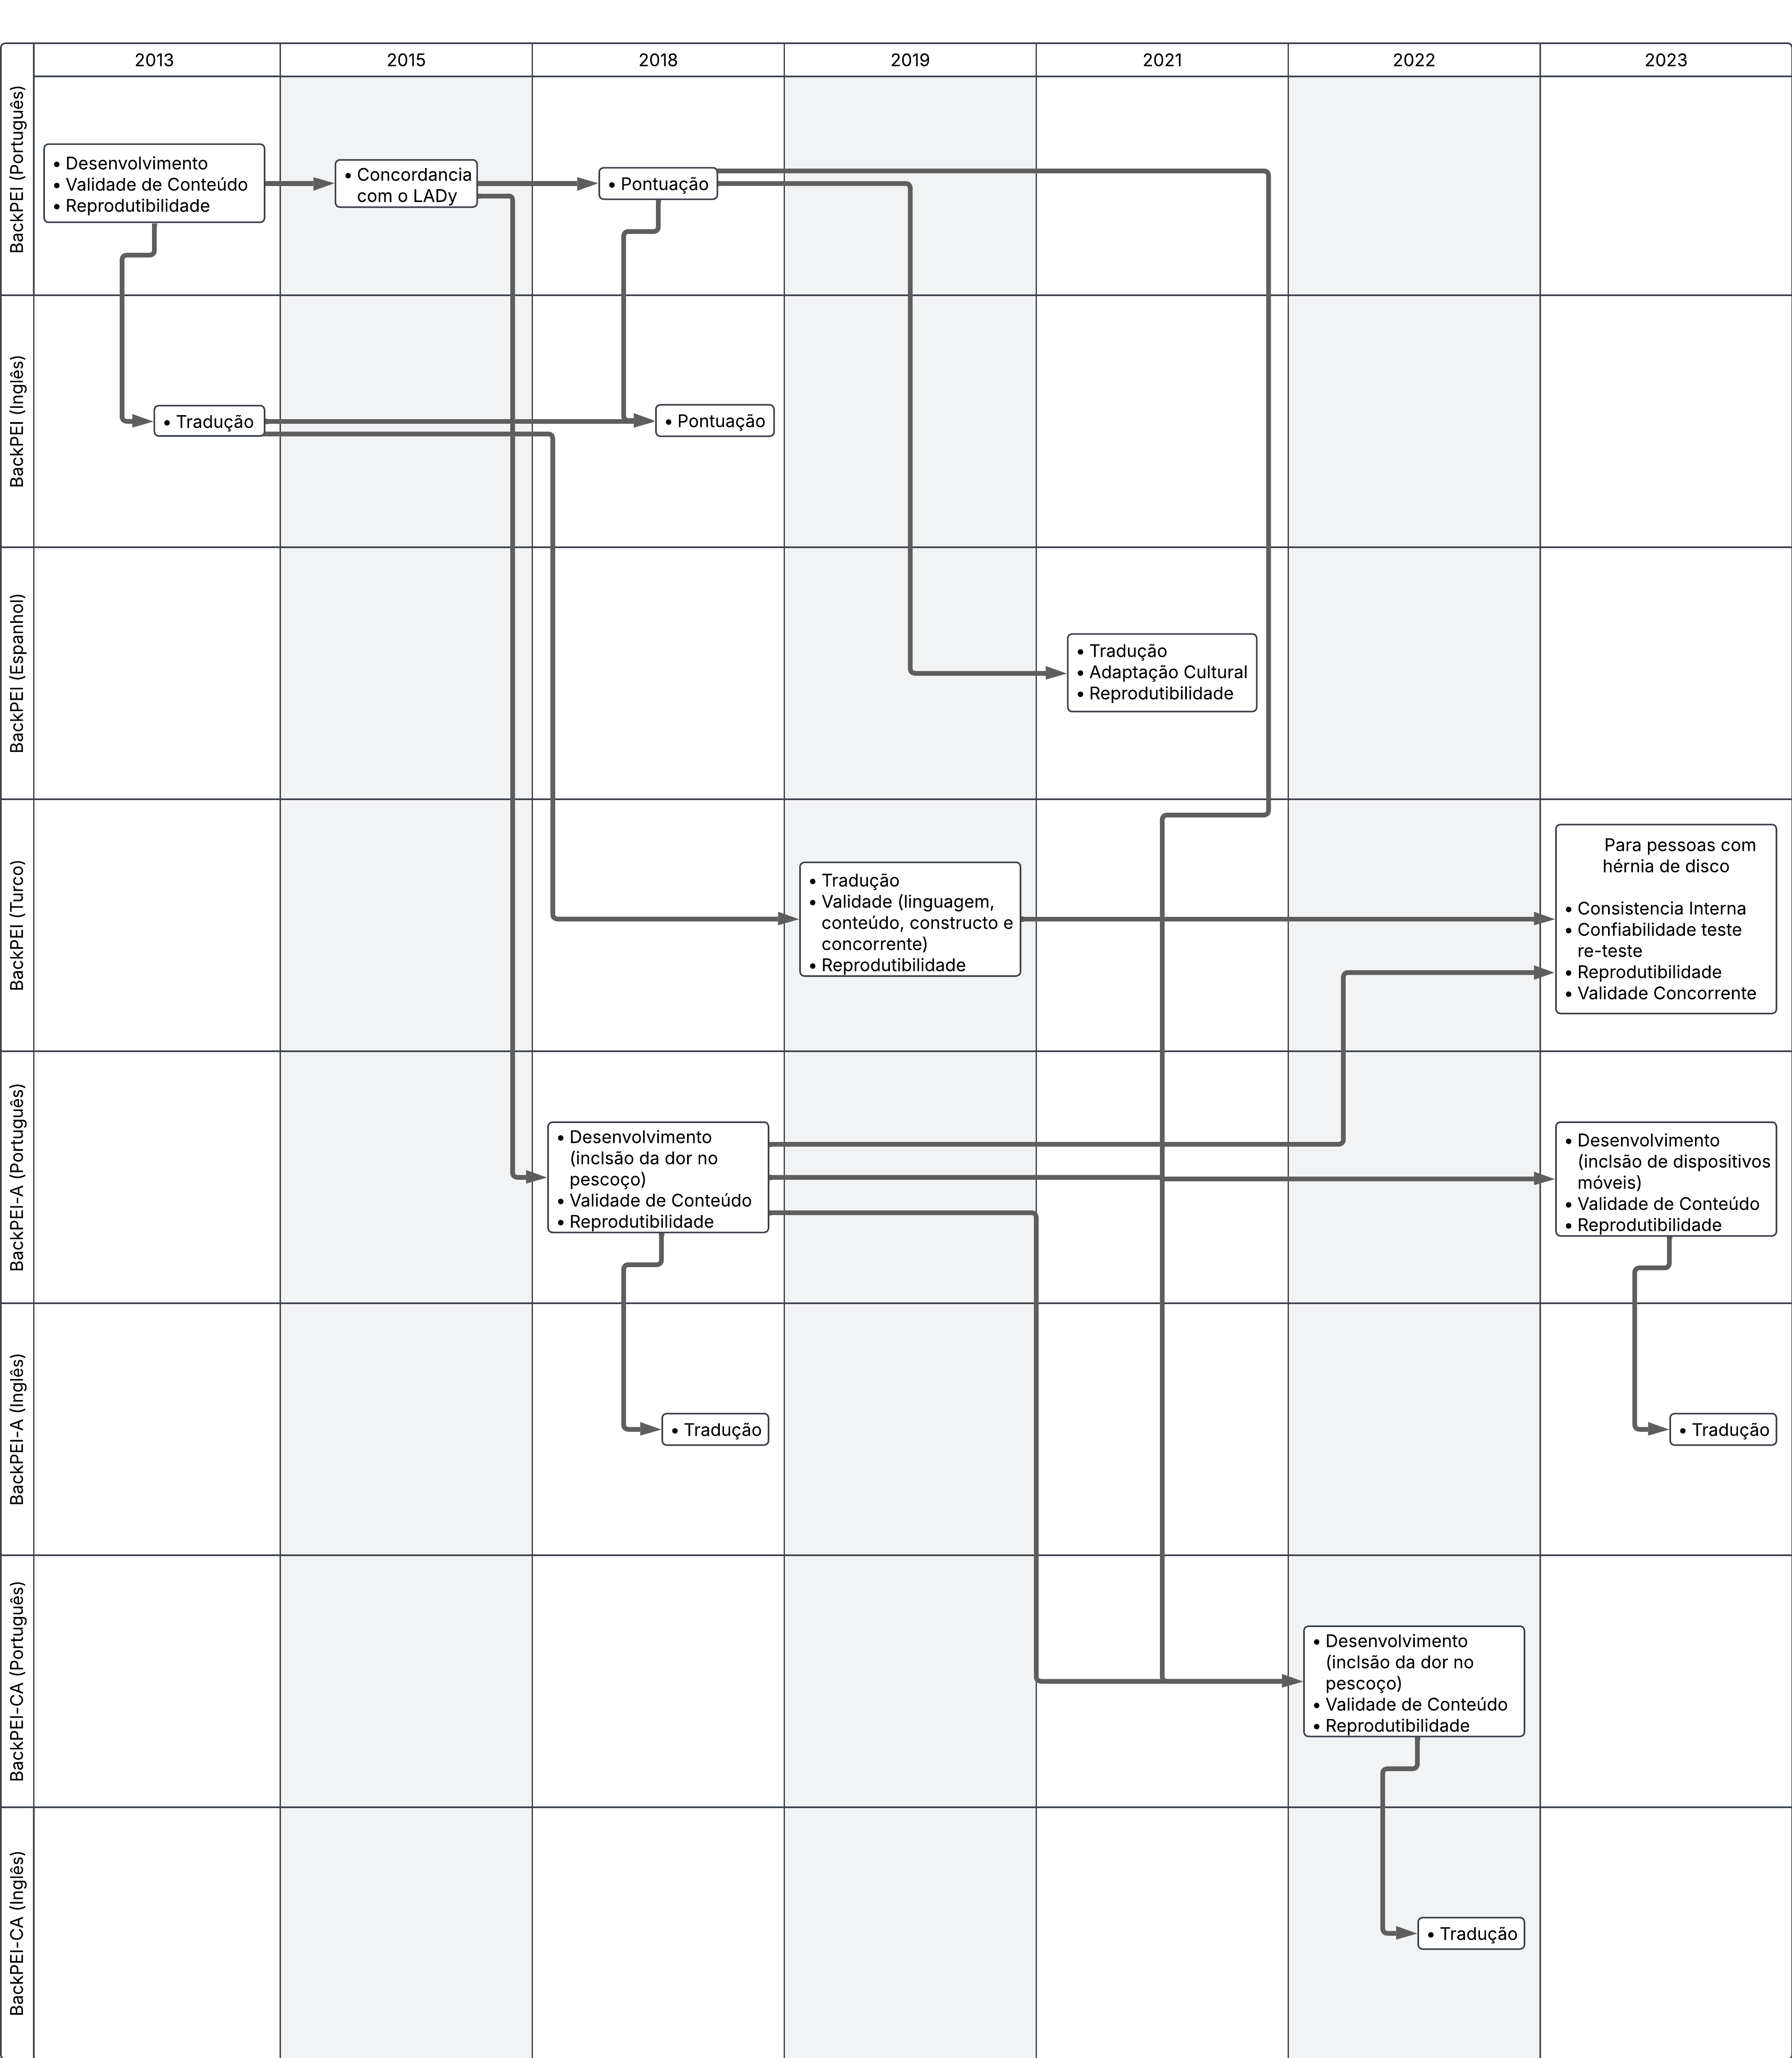 2013
2015
2018
2019
2021
2022
2023
BackPEI (Português)
• Desenvolvimento
• Validade de Conteúdo
• Reprodutibilidade
• Concordancia
com o LADy
• Pontuação
BackPEI (Inglês)
• Tradução
• Pontuação
BackPEI (Espanhol)
• Tradução
• Adaptação Cultural
• Reprodutibilidade
BackPEI (Turco)
• Tradução
• Validade (linguagem,
conteúdo, constructo e
concorrente)
• Reprodutibilidade
Para pessoas com
hérnia de disco
• Consistencia Interna
• Confiabilidade teste
re-teste
• Reprodutibilidade
• Validade Concorrente
BackPEI-A (Português)
• Desenvolvimento
(inclsão da dor no
pescoço)
• Validade de Conteúdo
• Reprodutibilidade
• Desenvolvimento
(inclsão de dispositivos
móveis)
• Validade de Conteúdo
• Reprodutibilidade
BackPEI-A (Inglês)
• Tradução
• Tradução
BackPEI-CA (Português)
• Desenvolvimento
(inclsão da dor no
pescoço)
• Validade de Conteúdo
• Reprodutibilidade
BackPEI-CA (Inglês)
• Tradução